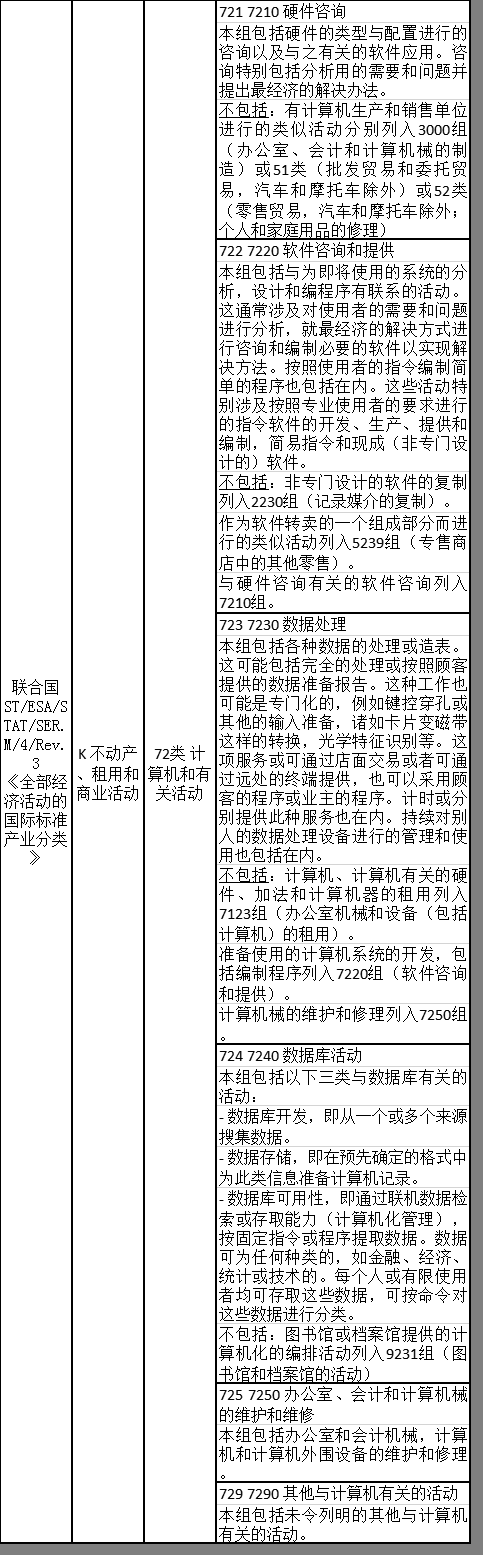 联合国
ST/ESA/S
TAT/SER.
M/4/Rev.
3
《全部经
济活动的
国际标准
产业分类
》
K 不动产
、租用和
商业活动
72类 计
算机和有
关活动
721 7210 硬件咨询
本组包括硬件的类型与配置进行的
咨询以及与之有关的软件应用。咨
询特别包括分析用的需要和问题并
提出最经济的解决办法。
不包括：有计算机生产和销售单位
进行的类似活动分别列入3000组
（办公室、会计和计算机械的制
造）或51类（批发贸易和委托贸
易，汽车和摩托车除外）或52类
（零售贸易，汽车和摩托车除外；
个人和家庭用品的修理）
722 7220 软件咨询和提供
本组包括与为即将使用的系统的分
析，设计和编程序有联系的活动。
这通常涉及对使用者的需要和问题
进行分析，就最经济的解决方式进
行咨询和编制必要的软件以实现解
决方法。按照使用者的指令编制简
单的程序也包括在内。这些活动特
别涉及按照专业使用者的要求进行
的指令软件的开发、生产、提供和
编制，简易指令和现成（非专门设
计的）软件。
不包括：非专门设计的软件的复制
列入2230组（记录媒介的复制）。
作为软件转卖的一个组成部分而进
行的类似活动列入5239组（专售商
店中的其他零售）。
与硬件咨询有关的软件咨询列入
7210组。
723 7230 数据处理
本组包括各种数据的处理或造表。
这可能包括完全的处理或按照顾客
提供的数据准备报告。这种工作也
可能是专门化的，例如键控穿孔或
其他的输入准备，诸如卡片变磁带
这样的转换，光学特征识别等。这
项服务或可通过店面交易或者可通
过远处的终端提供，也可以采用顾
客的程序或业主的程序。计时或分
别提供此种服务也在内。持续对别
人的数据处理设备进行的管理和使
用也包括在内。
不包括：计算机、计算机有关的硬
件、加法和计算机器的租用列入
7123组（办公室机械和设备（包括
计算机）的租用）。
准备使用的计算机系统的开发，包
括编制程序列入7220组（软件咨询
和提供）。
计算机械的维护和修理列入7250组
。
724 7240 数据库活动
本组包括以下三类与数据库有关的
活动：
- 数据库开发，即从一个或多个来源
搜集数据。
- 数据存储，即在预先确定的格式中
为此类信息准备计算机记录。
- 数据库可用性，即通过联机数据检
索或存取能力（计算机化管理），
按固定指令或程序提取数据。数据
可为任何种类的，如金融、经济、
统计或技术的。每个人或有限使用
者均可存取这些数据，可按命令对
这些数据进行分类。
不包括：图书馆或档案馆提供的计
算机化的编排活动列入9231组（图
书馆和档案馆的活动）
725 7250 办公室、会计和计算机械
的维护和维修
本组包括办公室和会计机械，计算
机和计算机外围设备的维护和修理
。
729 7290 其他与计算机有关的活动
本组包括未令列明的其他与计算机
有关的活动。